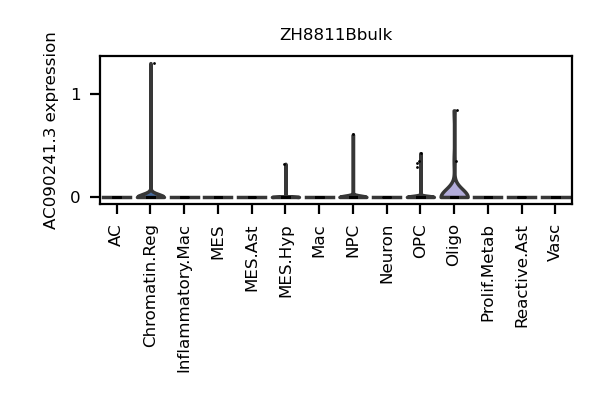 ZH8811Bbulk
AC090241.3 expression
1
0
AC
Chromatin.Reg
Inflammatory.Mac
MES
MES.Ast
MES.Hyp
Mac
NPC
Neuron
OPC
Oligo
Prolif.Metab
Reactive.Ast
Vasc